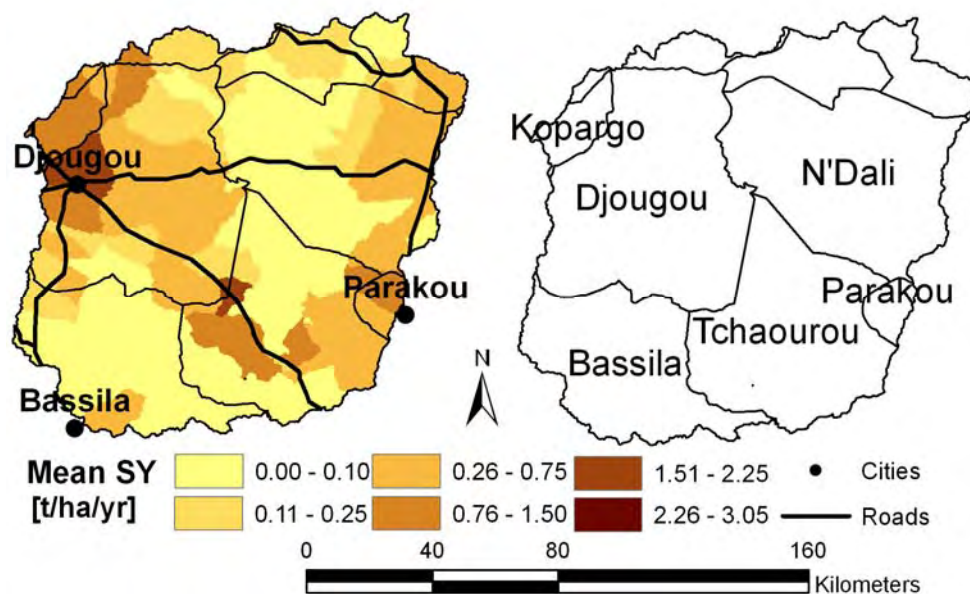 Djougou
Parakou
Bassila
Kopargo
Djougou
N'Dali
Parakou
Tchaourou
Bassila
N
Mean SY
[t/ha/yr]
0.00 - 0.10
0.26 - 0.75
1.51 - 2.25
Cities
0.11 - 0.25
0.76 - 1.50
2.26 - 3.05
Roads
0 40 80 160
Kilometers